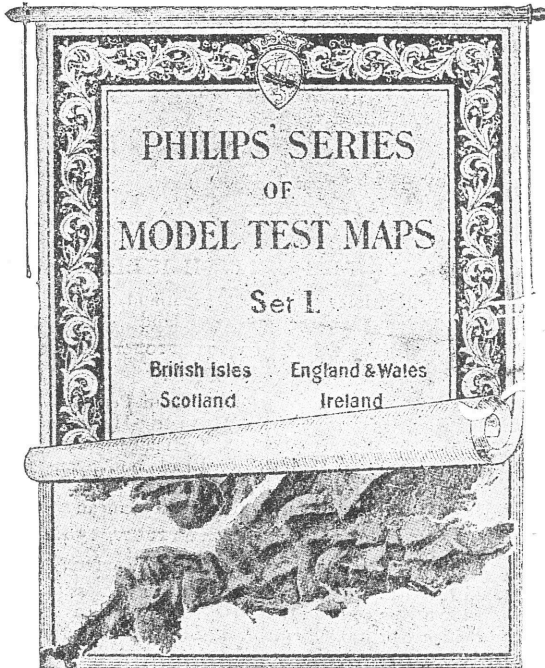 PHILIPS' SERIES
OF
MODEL TEST MAPS
Set I.
British Isles England & Wales
Scotland Ireland